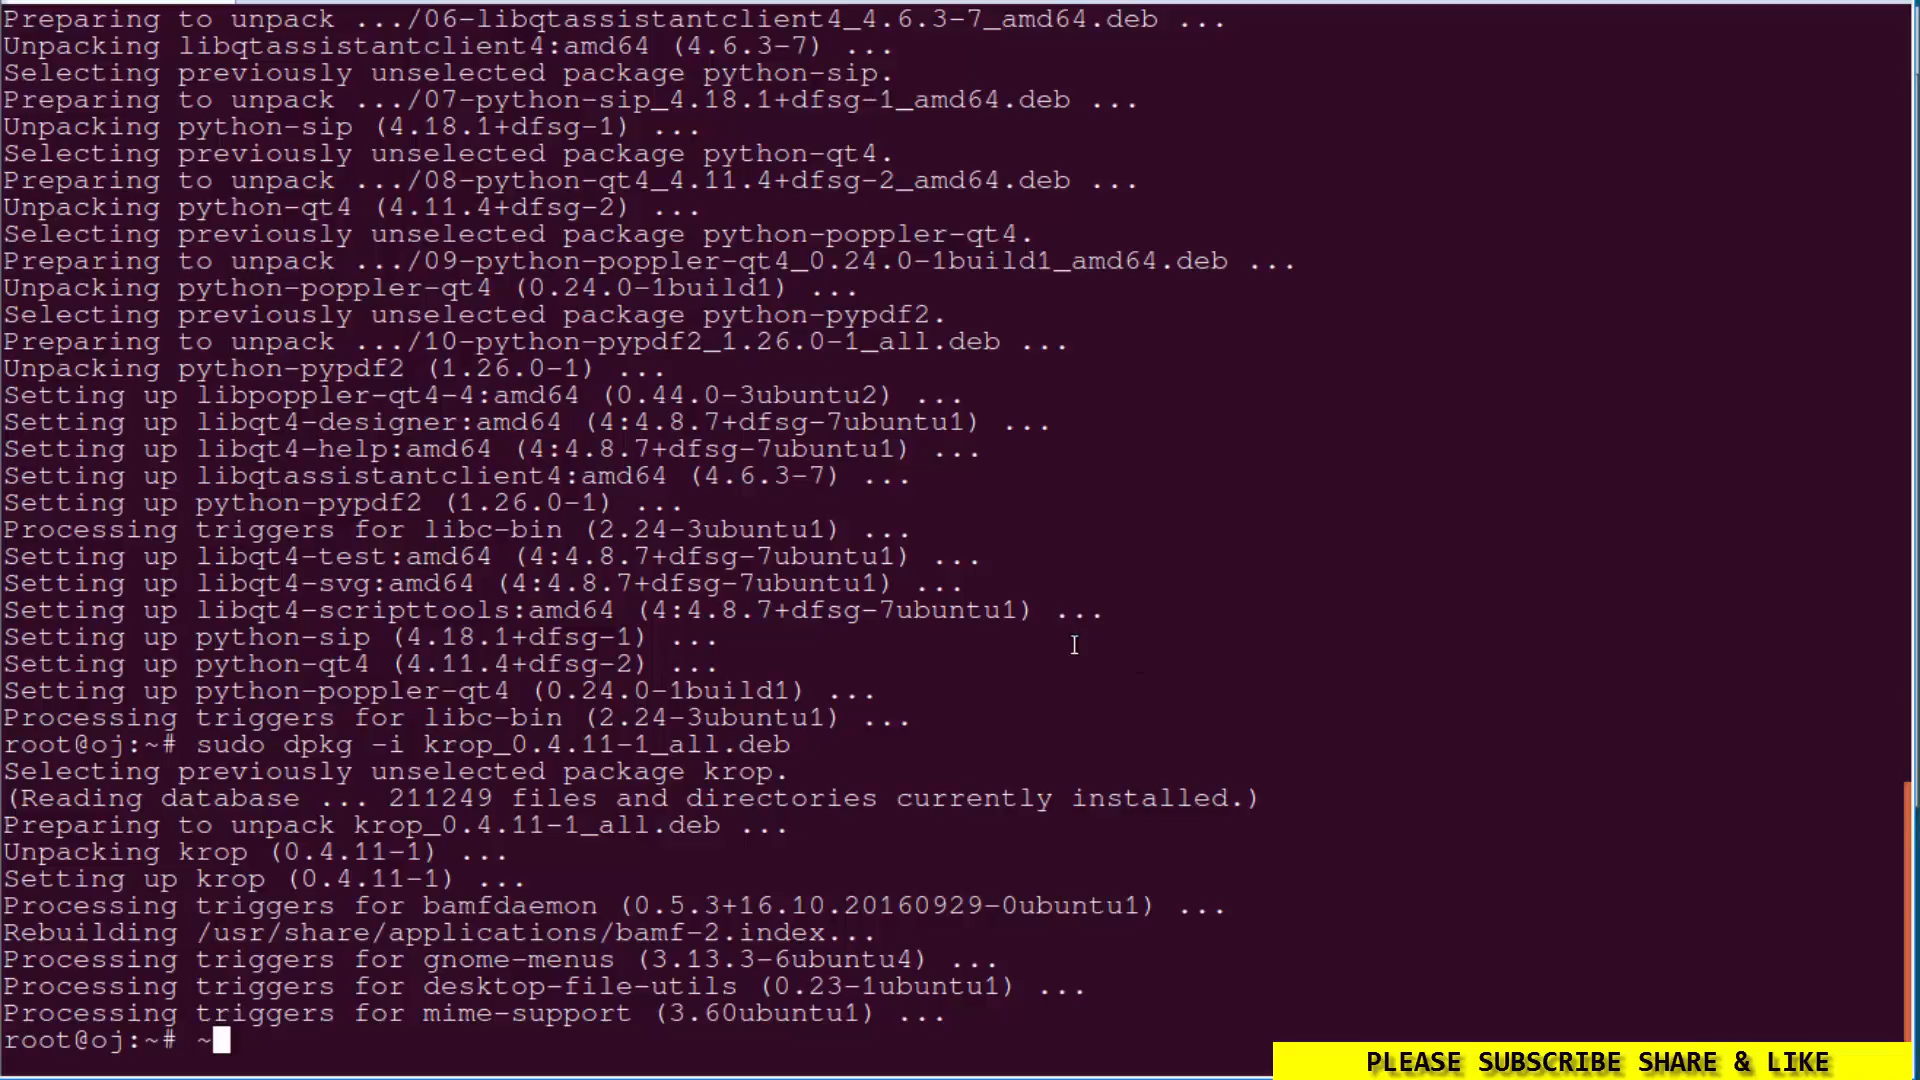 Preparing to unpack .../06-libqtassistantclient4_4.6.3-7_amd64.deb ...
Unpacking libqtassistantclient4:amd64 (4.6.3-7) ...
Selecting previously unselected package python-sip.
Preparing to unpack .../07-python-sip_4.18.1+dfsg-1_amd64.deb ...
Unpacking python-sip (4.18.1+dfsg-1) ...
Selecting previously unselected package python-qt4.
Preparing to unpack .../08-python-qt4_4.11.4+dfsg-2_amd64.deb ...
Unpacking python-qt4 (4.11.4+dfsg-2) ...
Selecting previously unselected package python-poppler-qt4.
Preparing to unpack .../09-python-poppler-qt4_0.24.0-1build1_amd64.deb ...
Unpacking python-poppler-qt4 (0.24.0-1build1) ...
Selecting previously unselected package python-pypdf2.
Preparing to unpack .../10-python-pypdf2_1.26.0-1_all.deb ...
Unpacking python-pypdf2 (1.26.0-1) ...
Setting up libpoppler-qt4-4:amd64 (0.44.0-3ubuntu2) ...
Setting up libqt4-designer:amd64 (4:4.8.7+dfsg-7ubuntu1) ...
Setting up libqt4-help:amd64 (4:4.8.7+dfsg-7ubuntu1) ...
Setting up libqtassistantclient4:amd64 (4.6.3-7) ...
Setting up python-pypdf2 (1.26.0-1) ...
Processing triggers for libc-bin (2.24-3ubuntu1) ...
Setting up libqt4-test:amd64 (4:4.8.7+dfsg-7ubuntu1) ...
Setting up libqt4-svg:amd64 (4:4.8.7+dfsg-7ubuntu1) ...
Setting up libqt4-scripttools:amd64 (4:4.8.7+dfsg-7ubuntu1) ...
Setting up python-sip (4.18.1+dfsg-1) ...
Setting up python-qt4 (4.11.4+dfsg-2) ...
Setting up python-poppler-qt4 (0.24.0-1build1) ...
Processing triggers for libc-bin (2.24-3ubuntu1) ...
root@oj:~# sudo dpkg -i krop_0.4.11-1_all.deb
Selecting previously unselected package krop.
(Reading database ... 211249 files and directories currently installed.)
Preparing to unpack krop_0.4.11-1_all.deb ...
Unpacking krop (0.4.11-1) ...
Setting up krop (0.4.11-1) ...
Processing triggers for bamfdaemon (0.5.3+16.10.20160929-0ubuntu1) ...
Rebuilding /usr/share/applications/bamf-2.index...
Processing triggers for gnome-menus (3.13.3-6ubuntu4) ...
Processing triggers for desktop-file-utils (0.23-1ubuntu1) ...
Processing triggers for mime-support (3.60ubuntu1) ...
root@oj:~# ~
PLEASE SUBSCRIBE SHARE & LIKE